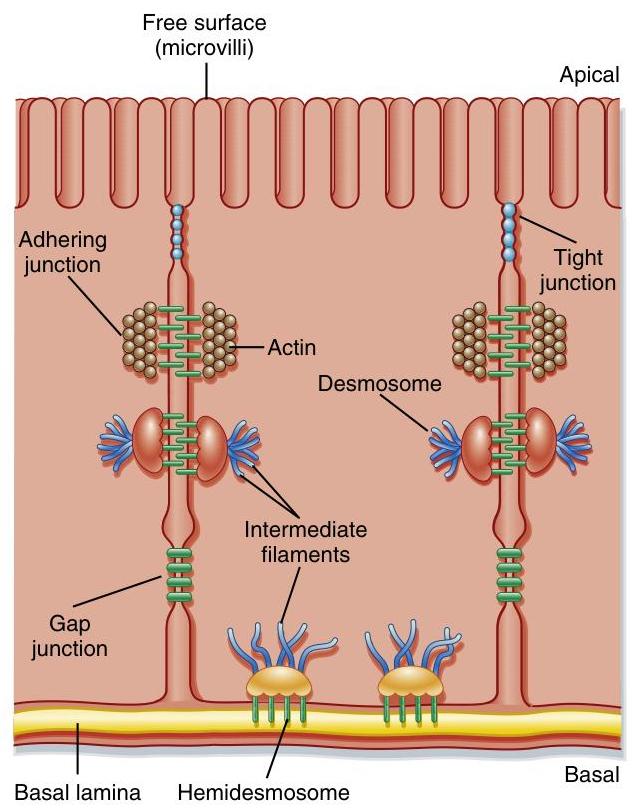 Free surface
(microvilli)
Apical
Adhering
junction
Tight
junction
Actin
Desmosome
Intermediate
filaments
Gap
junction
Basal
Basal lamina
Hemidesmosome